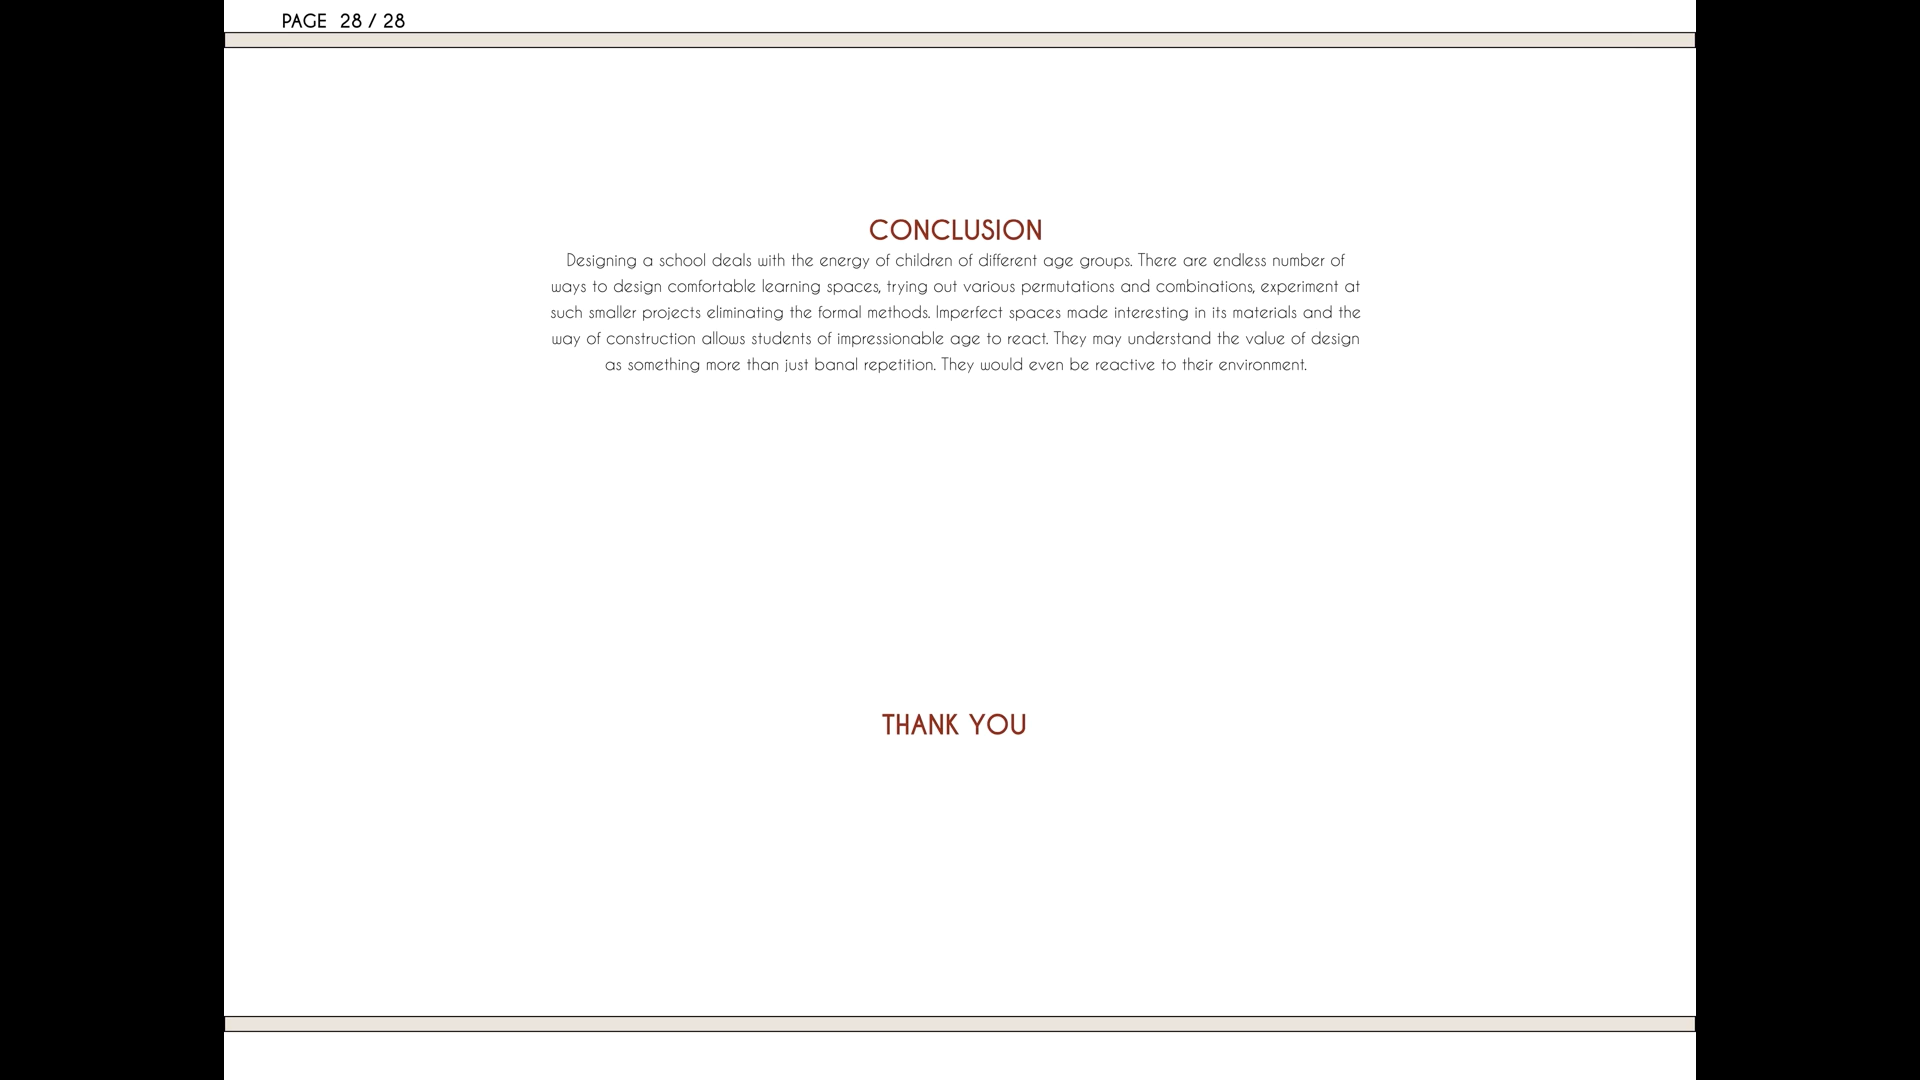 PAGE 28 / 28
CONCLUSION
Designing a school deals with the energy of children of different age groups. There are endless number of
ways to design comfortable learning spaces, trying out various permutations and combinations, experiment at
such smaller projects eliminating the formal methods. Imperfect spaces made interesting in its materials and the
way of construction allows students of impressionable age to react. They may understand the value of design
as something more than just banal repetition. They would even be reactive to their environment.
THANK YOU